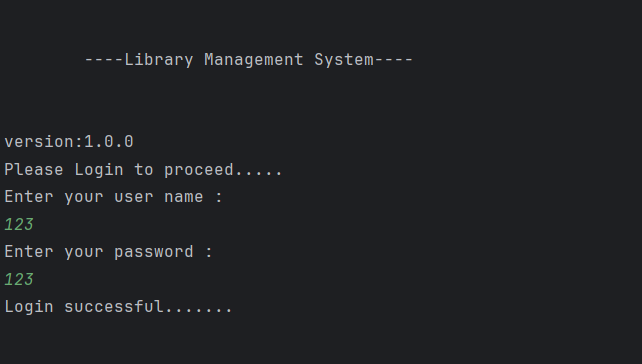 ----Library Management System----
version:1.0.0
Please Login to proceed.....
Enter your user name :
123
Enter your password :
123
Login successful.......